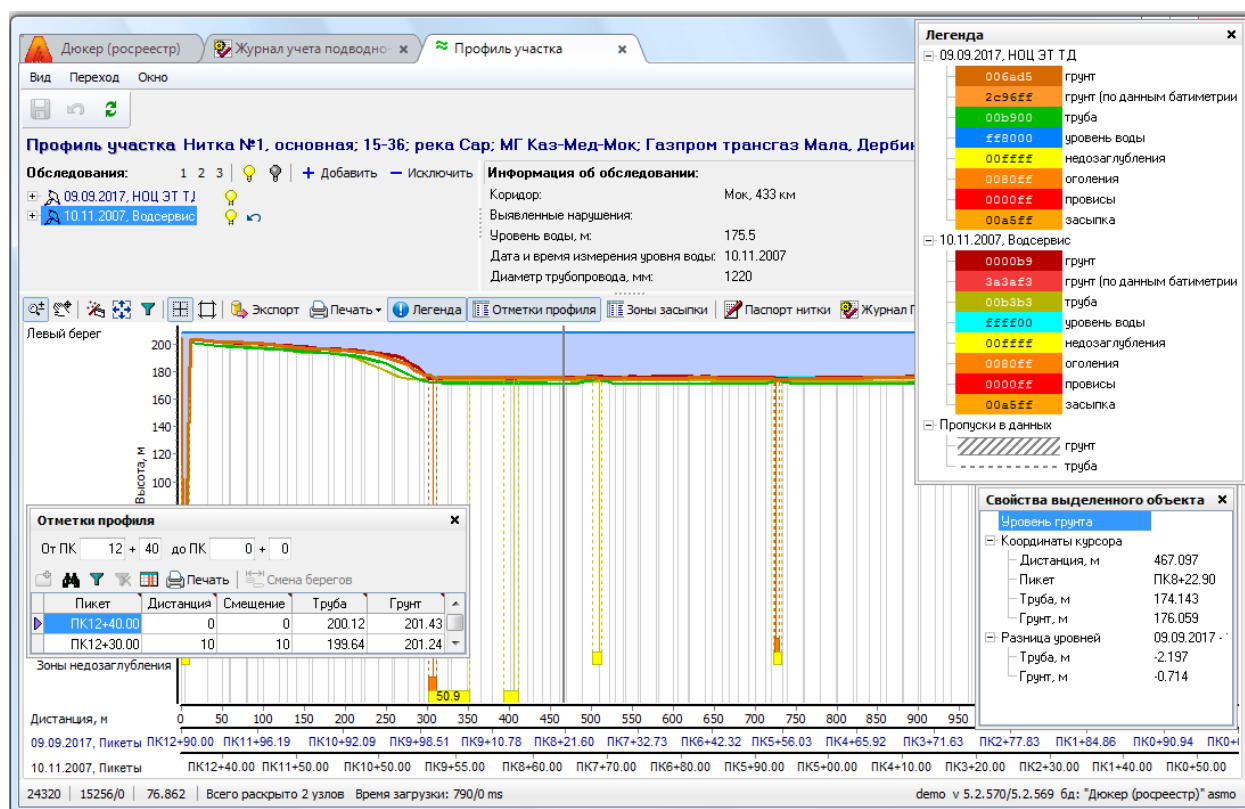 Дюкер (росреестр) Журнал учета подводно- x Профиль участка x
Вид Переход Окно
Профиль участка Нитка №1, основная; 15-36; река Сар; МГ Каз-Мед-Мок; Газпром трансгаз Мала, Дербин
Обследования: 1 2 3 + Добавить − Исключить
09.09.2017, НОЦ ЭТ ТД
10.11.2007, Водсервис
Информация об обследовании:
Коридор: Мок, 433 км
Выявленные нарушения:
Уровень воды, м: 175.5
Дата и время измерения уровня воды: 10.11.2007
Диаметр трубопровода, мм: 1220
Экспорт Печать Легенда Отметки профиля Зоны засыпки Паспорт нитки Журнал П
Левый берег
200
180
160
140
120
100
Высота, м
Отметки профиля x
От ПК 12 + 40 до ПК 0 + 0
Печать Смена берегов
Пикет Дистанция Смещение Труба Грунт
ПК12+40.00 0 0 200.12 201.43
ПК12+30.00 10 10 199.64 201.24
Зоны недозаглубления
50.9
Дистанция, м 0 50 100 150 200 250 300 350 400 450 500 550 600 650 700 750 800 850 900 950
09.09.2017, Пикеты ПК12+90.00 ПК11+96.19 ПК10+92.09 ПК9+98.51 ПК9+10.78 ПК8+21.60 ПК7+32.73 ПК6+42.32 ПК5+56.03 ПК4+65.92 ПК3+71.63 ПК2+77.83 ПК1+84.86 ПК0+90.94 ПК0+
10.11.2007, Пикеты ПК12+40.00 ПК11+50.00 ПК10+50.00 ПК9+55.00 ПК8+60.00 ПК7+70.00 ПК6+80.00 ПК5+90.00 ПК5+00.00 ПК4+10.00 ПК3+20.00 ПК2+30.00 ПК1+40.00 ПК0+50.00
24320 15256/0 76.862 Всего раскрыто 2 узлов Время загрузки: 790/0 ms demo v 5.2.570/5.2.569 бд: "Дюкер (росреестр)" asmo
Легенда x
09.09.2017, НОЦ ЭТ ТД
006ad5 грунт
2c96ff грунт (по данным батиметрии
00b900 труба
ff8000 уровень воды
00ffff недозаглубления
0080ff оголения
0000ff провисы
00a5ff засыпка
10.11.2007, Водсервис
0000b9 грунт
3a3af3 грунт (по данным батиметрии
00b3b3 труба
ffff00 уровень воды
00ffff недозаглубления
0080ff оголения
0000ff провисы
00a5ff засыпка
Пропуски в данных
грунт
труба
Свойства выделенного объекта x
Уровень грунта
Координаты курсора
Дистанция, м 467.097
Пикет ПК8+22.90
Труба, м 174.143
Грунт, м 176.059
Разница уровней 09.09.2017 -
Труба, м -2.197
Грунт, м -0.714